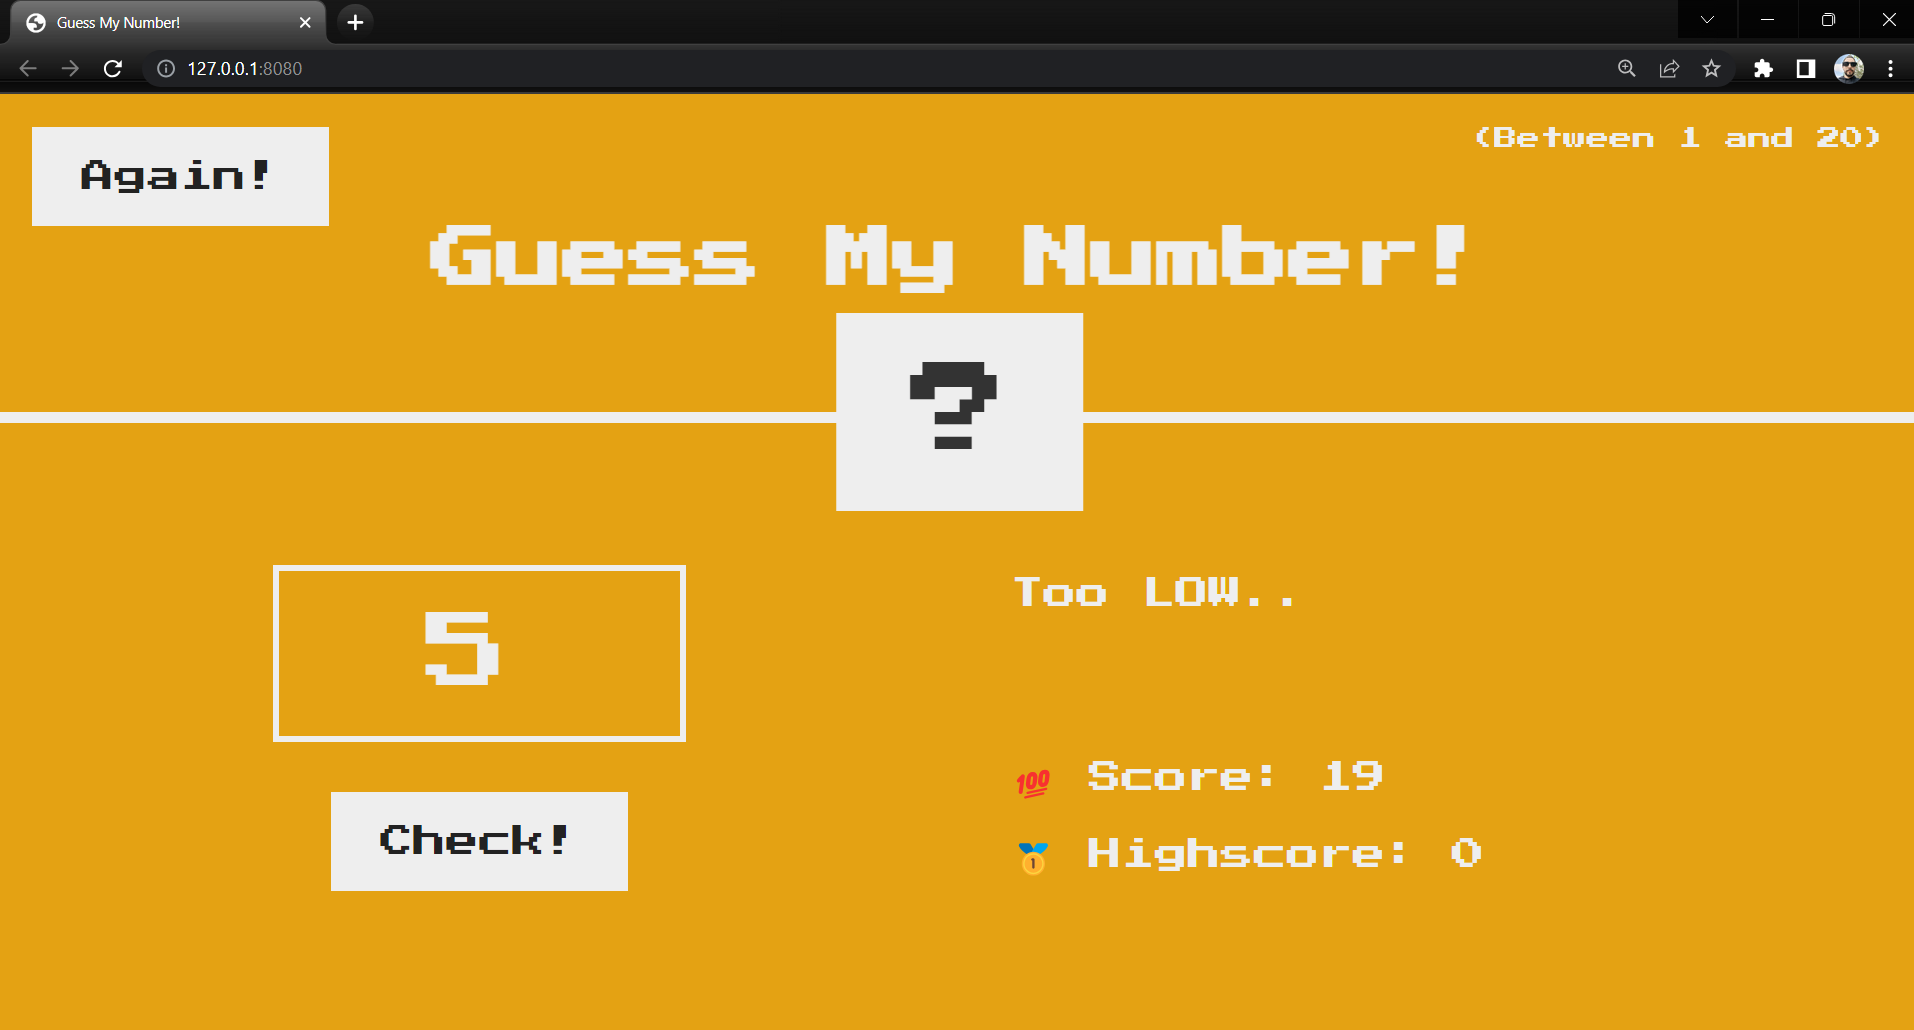 Guess My Number!
127.0.0.1:8080
Again!
(Between 1 and 20)
Guess My Number!
?
5
Too LOW..
Check!
💯 Score: 19
🥇 Highscore: 0